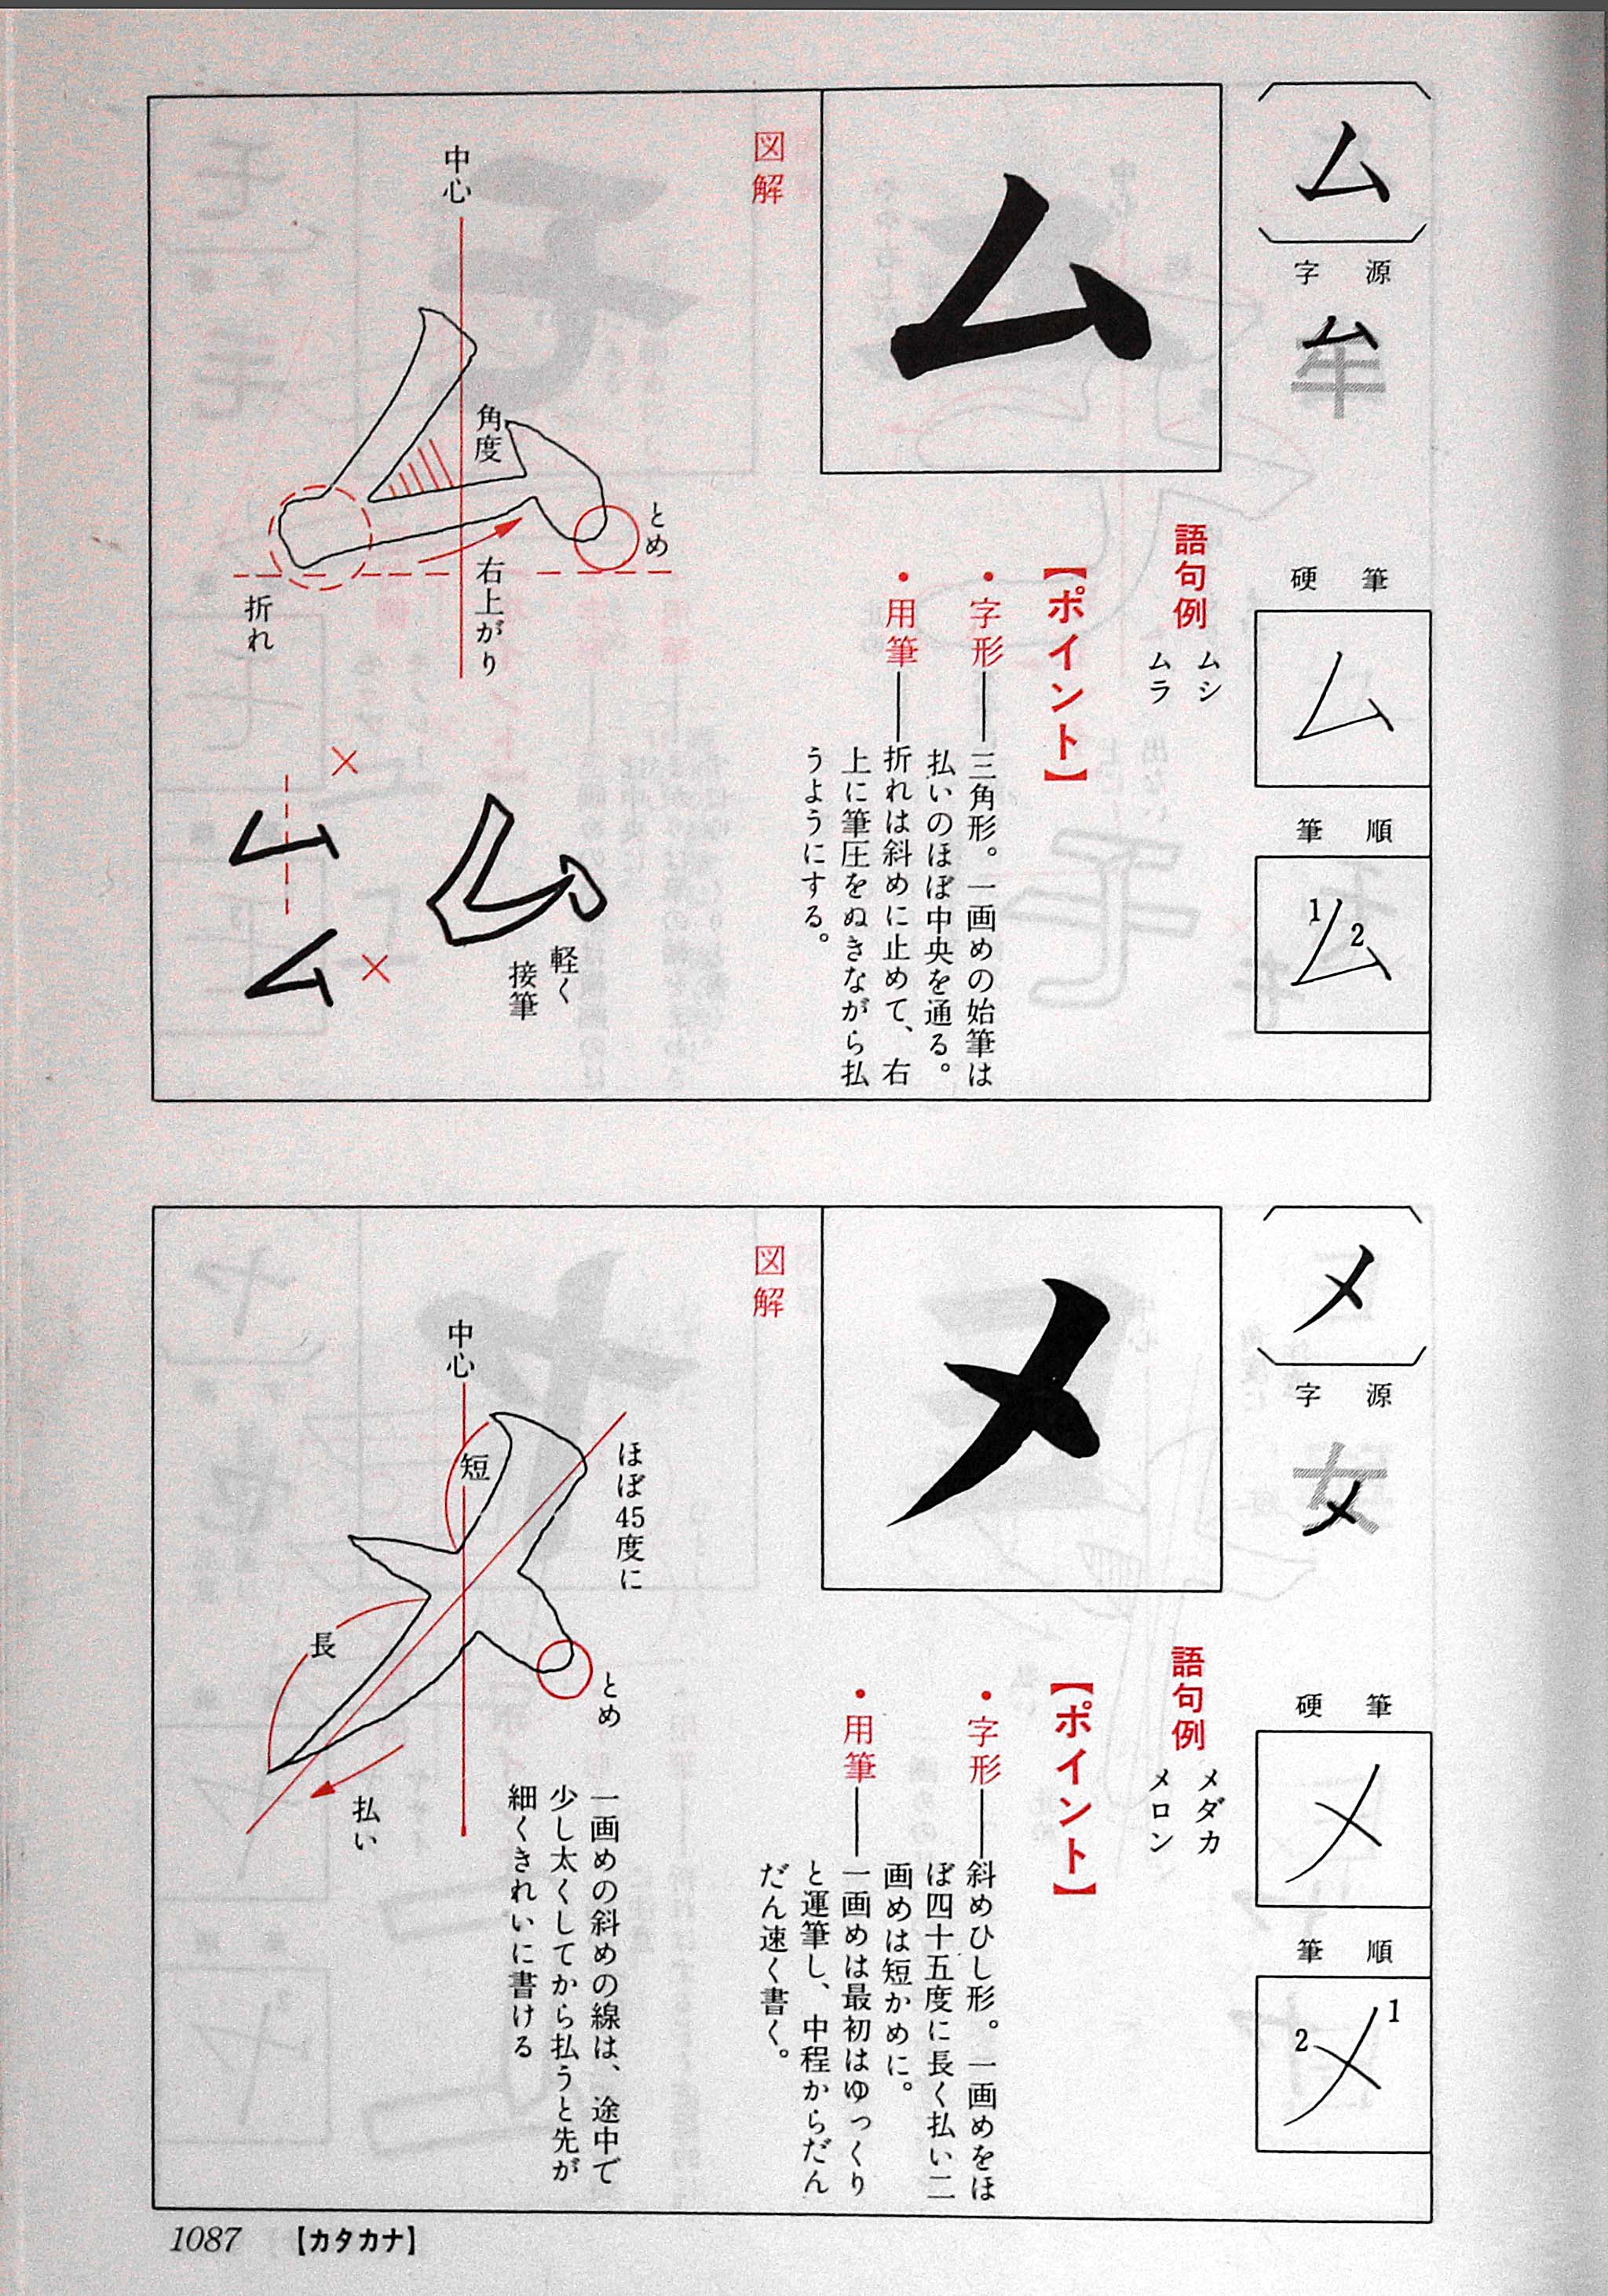 ム
字源
ム
牟
硬筆
ム
筆順
1
2
ム
語句例
ムシ
ムラ
【ポイント】
・字形――三角形。一画めの始筆は
払いのほぼ中央を通る。
・用筆――折れは斜めに止めて、右
上に筆圧をぬきながら払
うようにする。
ム
図解
中心
角度
とめ
右上がり
折れ
×
ム
ム
×
ム
軽く
接筆
メ
字源
女
メ
硬筆
メ
筆順
1
2
メ
語句例
メダカ
メロン
【ポイント】
・字形――斜めひし形。一画めをほ
ぼ四十五度に長く払い二
画めは短かめに。
・用筆――一画めは最初はゆっくり
と運筆し、中程からだん
だん速く書く。
メ
図解
中心
短
ほぼ45度に
長
とめ
払い
一画めの斜めの線は、途中で
少し太くしてから払うと先が
細くきれいに書ける
1087 【カタカナ】